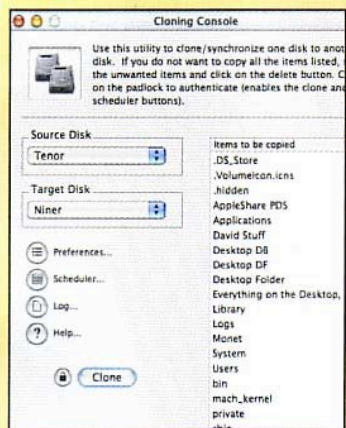 Cloning Console
Use this utility to clone/synchronize one disk to anot
disk. If you do not want to copy all the items listed,
the unwanted items and click on the delete button. C
on the padlock to authenticate (enables the clone and
scheduler buttons).
Source Disk
Tenor
Target Disk
Niner
Preferences...
Scheduler...
Log...
Help...
Clone
Items to be copied
.DS_Store
.VolumeIcon.icns
.hidden
AppleShare PDS
Applications
David Stuff
Desktop DB
Desktop DF
Desktop Folder
Everything on the Desktop,
Library
Logs
Monet
System
Users
bin
mach_kernel
private